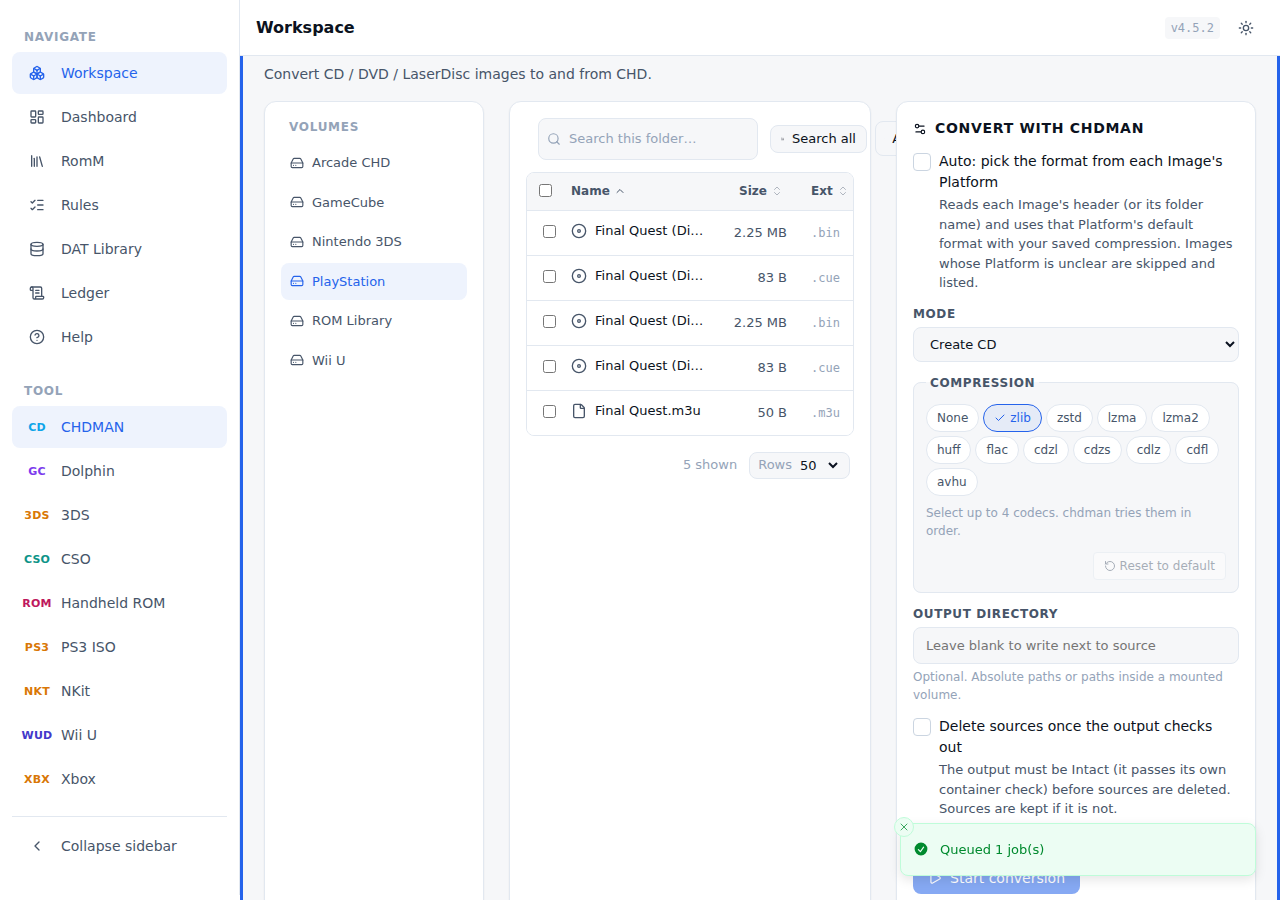 NAVIGATE
Workspace
Dashboard
RomM
Rules
DAT Library
Ledger
Help
TOOL
CD CHDMAN
GC Dolphin
3DS 3DS
CSO CSO
ROM Handheld ROM
PS3 PS3 ISO
NKT NKit
WUD Wii U
XBX Xbox
Collapse sidebar
Workspace
v4.5.2
Convert CD / DVD / LaserDisc images to and from CHD.
VOLUMES
Arcade CHD
GameCube
Nintendo 3DS
PlayStation
ROM Library
Wii U
Search this folder…
Search all
Name Size Ext
Final Quest (Di… 2.25 MB .bin
Final Quest (Di… 83 B .cue
Final Quest (Di… 2.25 MB .bin
Final Quest (Di… 83 B .cue
Final Quest.m3u 50 B .m3u
5 shown Rows 50
CONVERT WITH CHDMAN
Auto: pick the format from each Image's
Platform
Reads each Image's header (or its folder
name) and uses that Platform's default
format with your saved compression. Images
whose Platform is unclear are skipped and
listed.
MODE
Create CD
COMPRESSION
None zlib zstd lzma lzma2
huff flac cdzl cdzs cdlz cdfl
avhu
Select up to 4 codecs. chdman tries them in
order.
Reset to default
OUTPUT DIRECTORY
Leave blank to write next to source
Optional. Absolute paths or paths inside a mounted
volume.
Delete sources once the output checks
out
The output must be Intact (it passes its own
container check) before sources are deleted.
Sources are kept if it is not.
Queued 1 job(s)
Start conversion